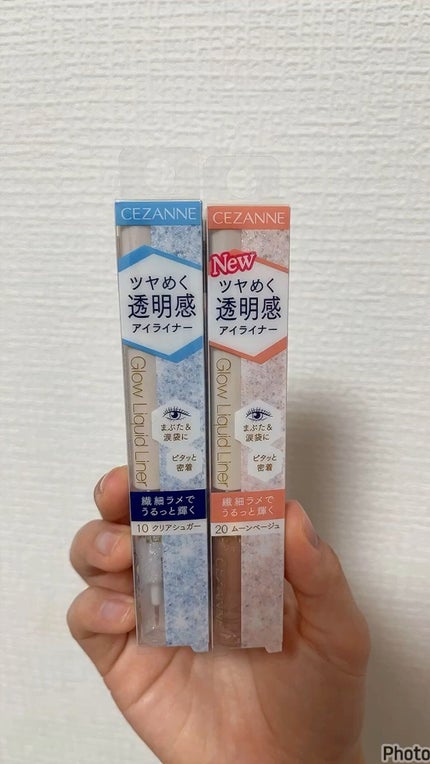 CEZANNE
ツヤめく
透明感
アイライナー
Glow Liquid Liner
まぶた&
涙袋に
ピタッと
密着
繊細ラメで
うるっと輝く
10 クリアシュガー
CEZANNE
New
ツヤめく
透明感
アイライナー
Glow Liquid Liner
まぶた&
涙袋に
ピタッと
密着
繊細ラメで
うるっと輝く
20 ムーンベージュ
Photo